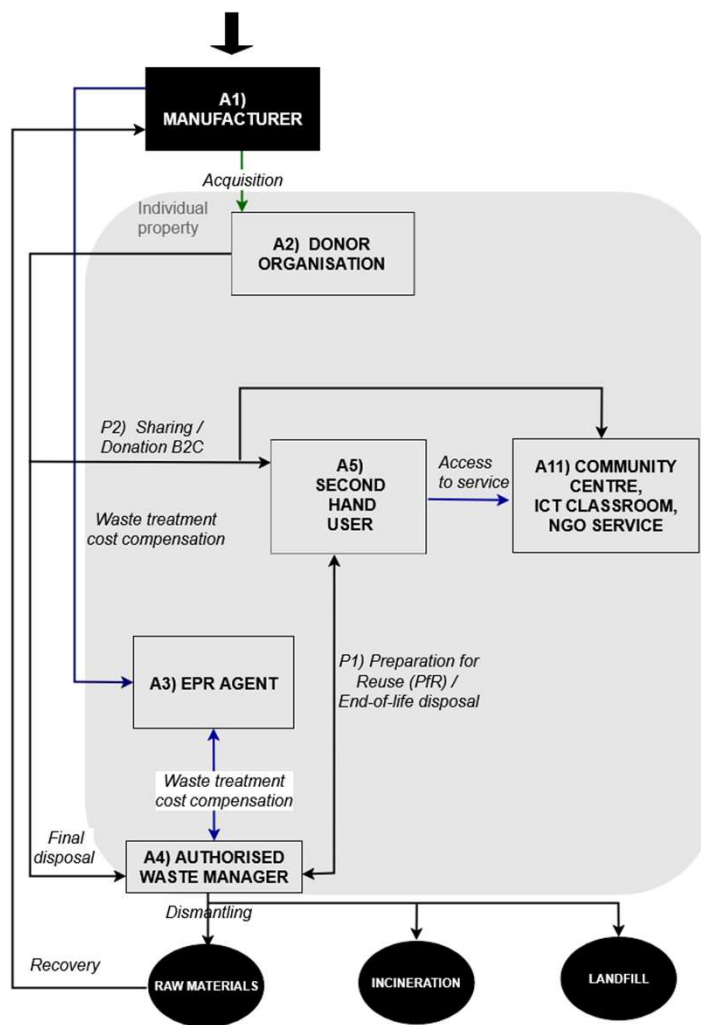 A1)
MANUFACTURER
Acquisition
Individual
property
A2) DONOR
ORGANISATION
P2) Sharing /
Donation B2C
A5)
SECOND
HAND
USER
Access
to service
A11) COMMUNITY
CENTRE,
ICT CLASSROOM,
NGO SERVICE
Waste treatment
cost compensation
A3) EPR AGENT
P1) Preparation for
Reuse (PfR) /
End-of-life disposal
Waste treatment
cost compensation
Final
disposal
A4) AUTHORISED
WASTE MANAGER
Dismantling
Recovery
RAW MATERIALS
INCINERATION
LANDFILL